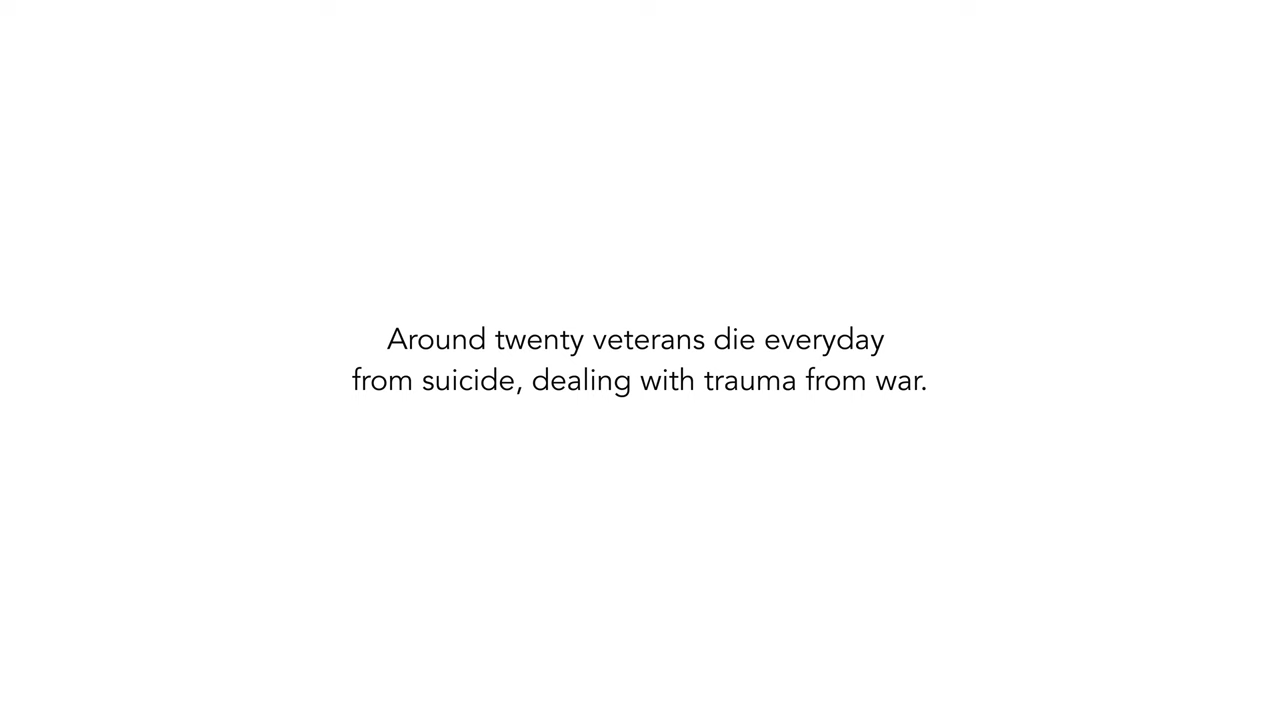 Around twenty veterans die everyday
from suicide, dealing with trauma from war.